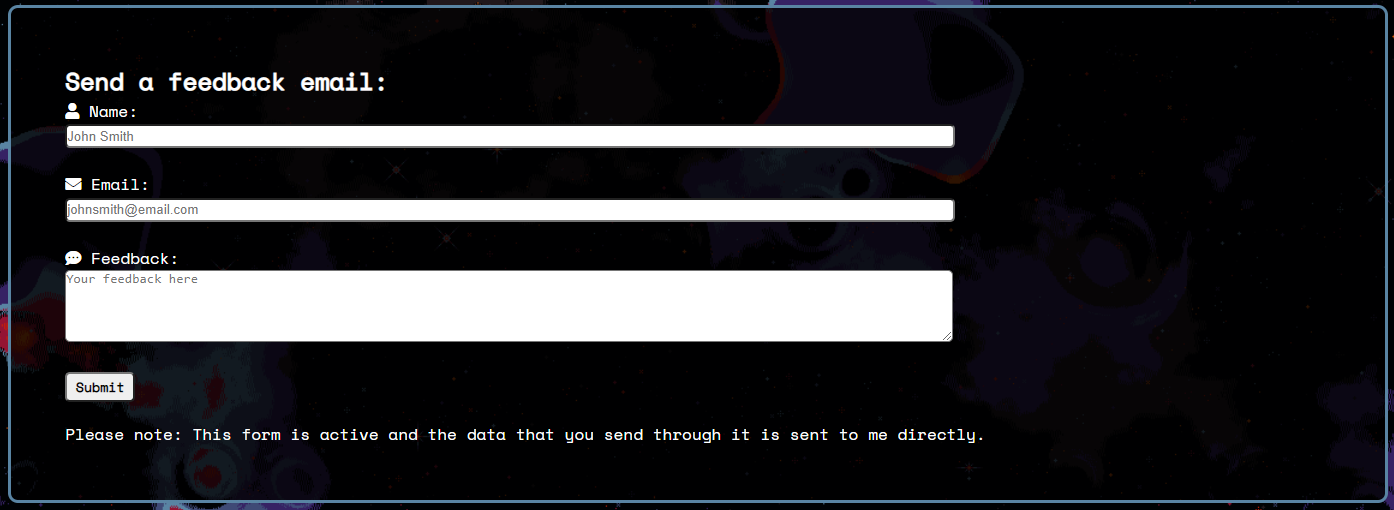 Send a feedback email:
Name:
John Smith
Email:
johnsmith@email.com
Feedback:
Your feedback here
Submit
Please note: This form is active and the data that you send through it is sent to me directly.